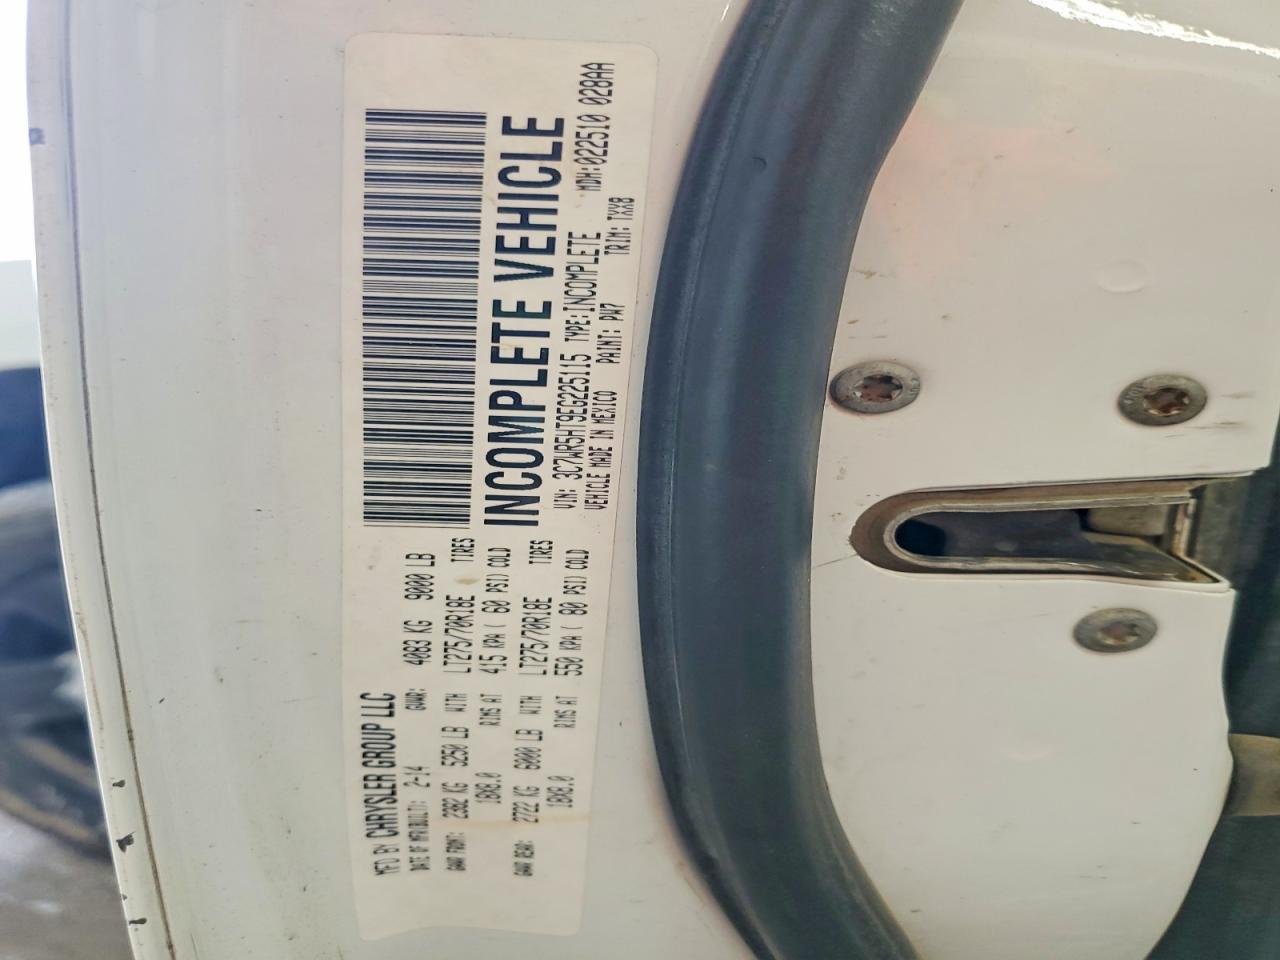 MFD BY CHRYSLER GROUP LLC
DATE OF MFR(BUILT): 2-14 GVWR: 4083 KG 9000 LB
GAWR FRONT: 2382 KG 5250 LB WITH LT275/70R18E TIRES
18X8.0 RIMS AT 415 KPA( 60 PSI) COLD
GAWR REAR: 2722 KG 6000 LB WITH LT275/70R18E TIRES
18X8.0 RIMS AT 550 KPA( 80 PSI) COLD
INCOMPLETE VEHICLE
VIN: 3C7WR5HT9EG225115 TYPE:INCOMPLETE MDH:022510 028AA
VEHICLE MADE IN MEXICO PAINT: PW7 TRIM: TXX8